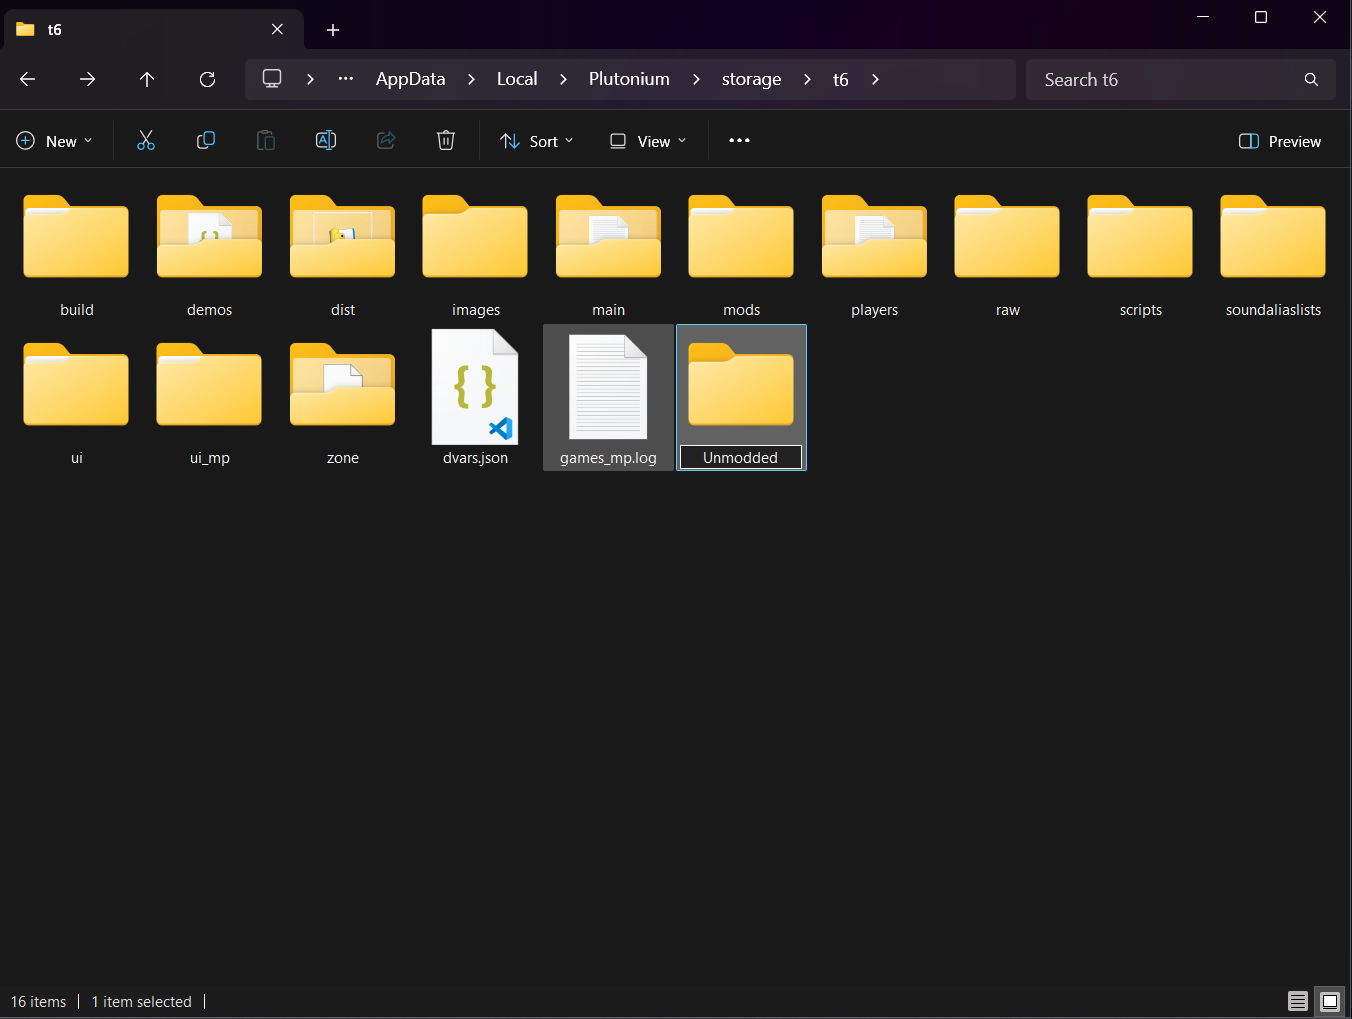 t6
AppData Local Plutonium storage t6
Search t6
New
Sort
View
Preview
build
demos
dist
images
main
mods
players
raw
scripts
soundaliaslists
ui
ui_mp
zone
dvars.json
games_mp.log
Unmodded
16 items
1 item selected